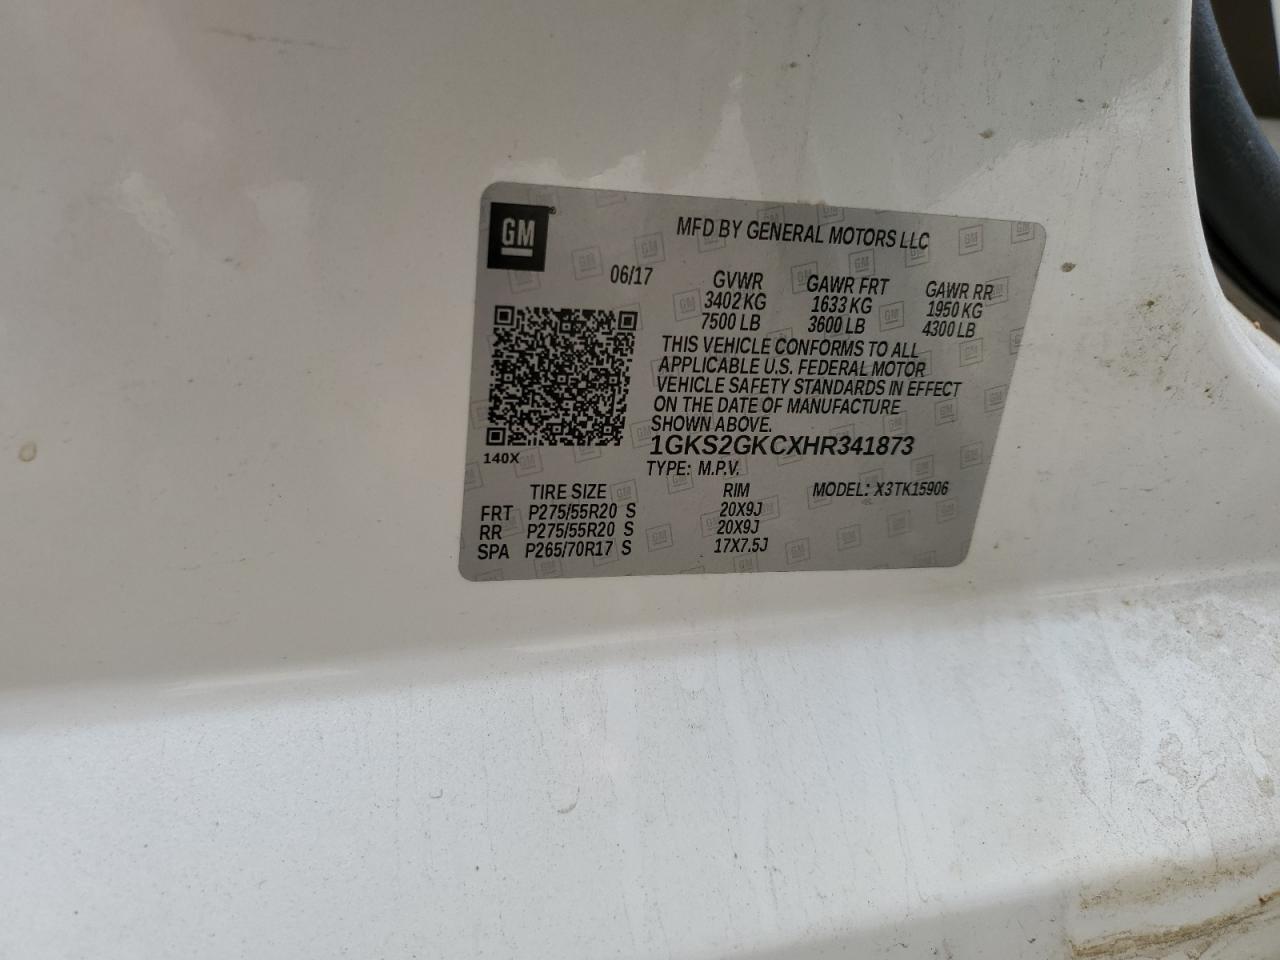 GM
MFD BY GENERAL MOTORS LLC
06/17 GVWR GAWR FRT GAWR RR
3402 KG 1633 KG 1950 KG
7500 LB 3600 LB 4300 LB
THIS VEHICLE CONFORMS TO ALL
APPLICABLE U.S. FEDERAL MOTOR
VEHICLE SAFETY STANDARDS IN EFFECT
ON THE DATE OF MANUFACTURE
SHOWN ABOVE.
1GKS2GKCXHR341873
140X
TYPE: M.P.V.
TIRE SIZE RIM MODEL: X3TK15906
FRT P275/55R20 S 20X9J
RR P275/55R20 S 20X9J
SPA P265/70R17 S 17X7.5J